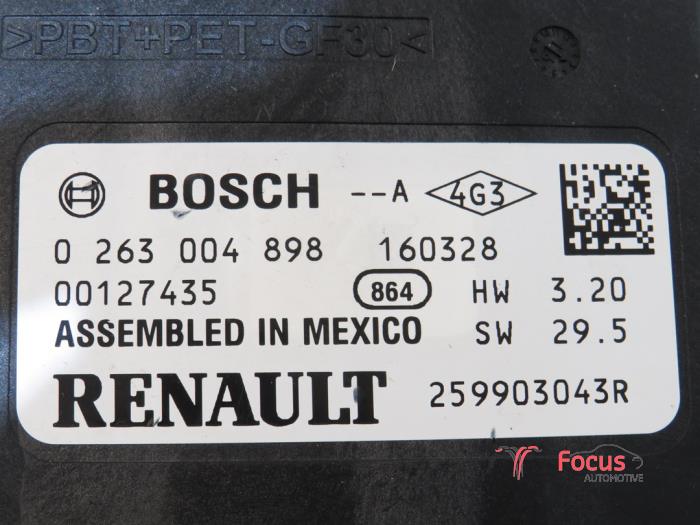 >PBT+PET-GF30<
BOSCH --A 4G3
0 263 004 898 160328
00127435 864 HW 3.20
ASSEMBLED IN MEXICO SW 29.5
RENAULT 259903043R
Focus
AUTOMOTIVE